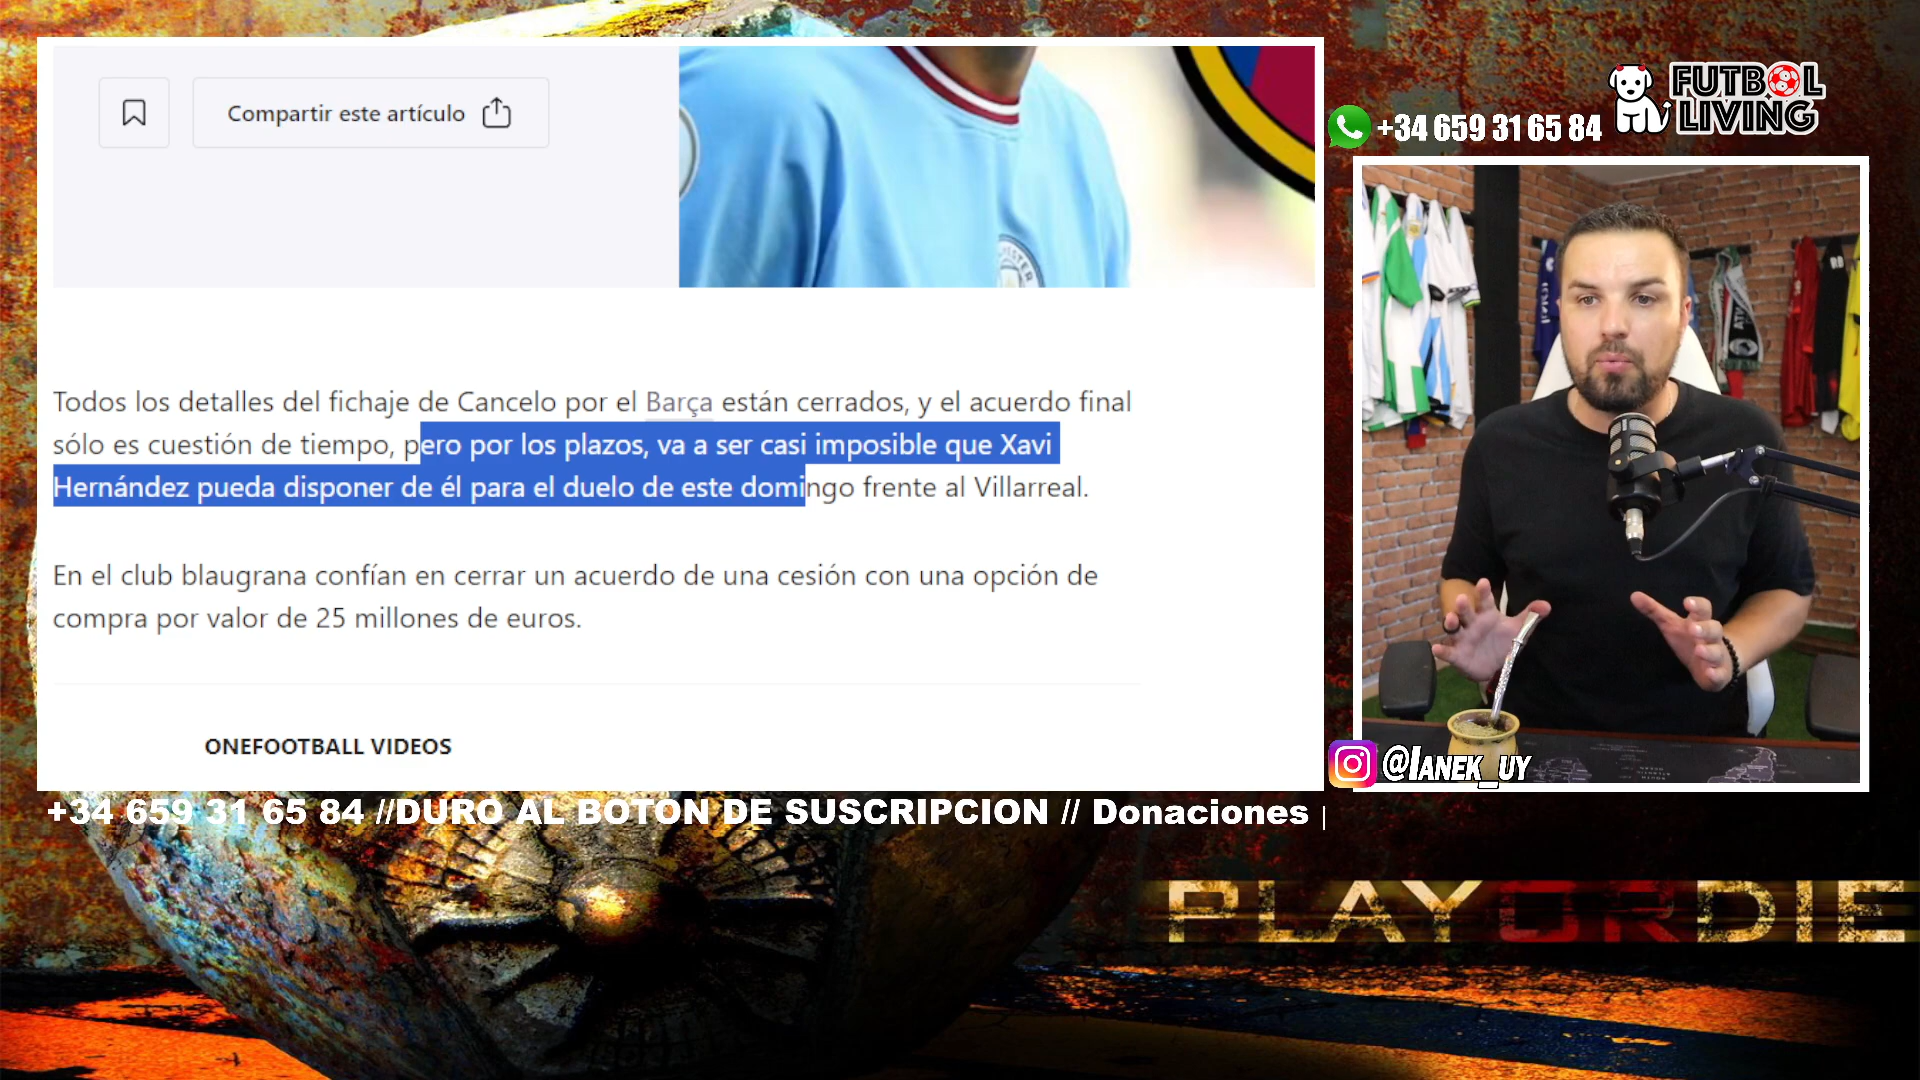 Compartir este artículo
Todos los detalles del fichaje de Cancelo por el Barça están cerrados, y el acuerdo final
sólo es cuestión de tiempo, pero por los plazos, va a ser casi imposible que Xavi
Hernández pueda disponer de él para el duelo de este domingo frente al Villarreal.
En el club blaugrana confían en cerrar un acuerdo de una cesión con una opción de
compra por valor de 25 millones de euros.
ONEFOOTBALL VIDEOS
+34 659 31 65 84
FUTBOL
LIVING
@IANEK_UY
+34 659 31 65 84 //DURO AL BOTON DE SUSCRIPCION // Donaciones
PLAY OR DIE